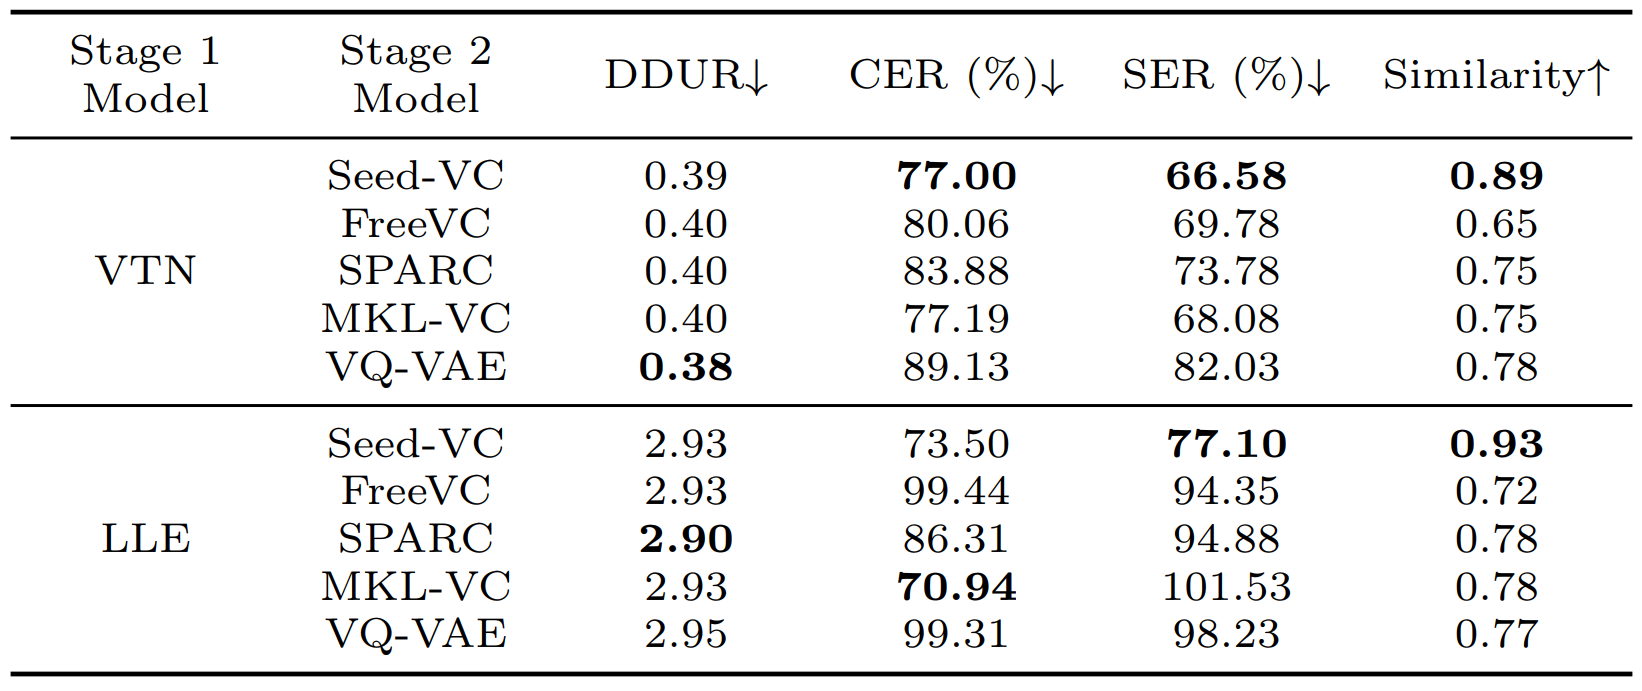 Stage 1 Model Stage 2 Model DDUR↓ CER (%)↓ SER (%)↓ Similarity↑
VTN
Seed-VC 0.39 77.00 66.58 0.89
FreeVC 0.40 80.06 69.78 0.65
SPARC 0.40 83.88 73.78 0.75
MKL-VC 0.40 77.19 68.08 0.75
VQ-VAE 0.38 89.13 82.03 0.78
LLE
Seed-VC 2.93 73.50 77.10 0.93
FreeVC 2.93 99.44 94.35 0.72
SPARC 2.90 86.31 94.88 0.78
MKL-VC 2.93 70.94 101.53 0.78
VQ-VAE 2.95 99.31 98.23 0.77